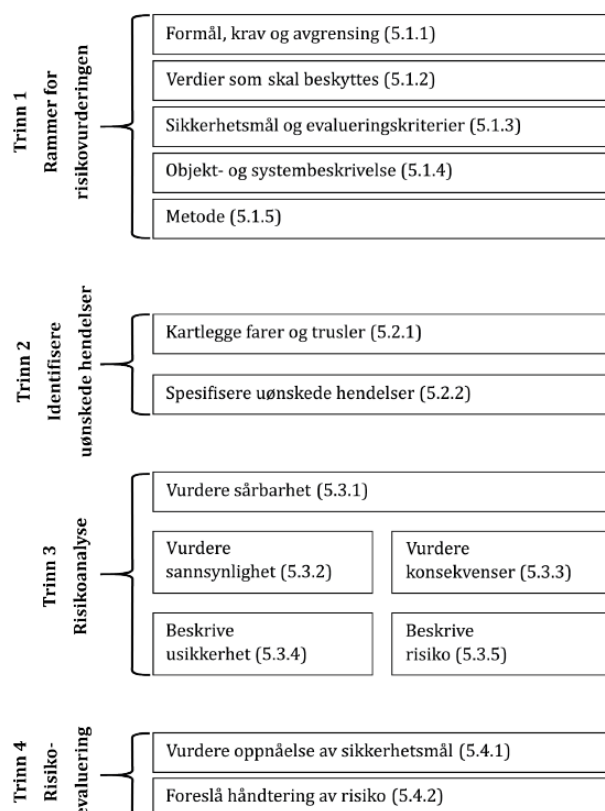 Trinn 1
Rammer for
risikovurderingen
Formål, krav og avgrensing (5.1.1)
Verdier som skal beskyttes (5.1.2)
Sikkerhetsmål og evalueringskriterier (5.1.3)
Objekt- og systembeskrivelse (5.1.4)
Metode (5.1.5)
Trinn 2
Identifisere
uønskede hendelser
Kartlegge farer og trusler (5.2.1)
Spesifisere uønskede hendelser (5.2.2)
Trinn 3
Risikoanalyse
Vurdere sårbarhet (5.3.1)
Vurdere
sannsynlighet (5.3.2)
Vurdere
konsekvenser (5.3.3)
Beskrive
usikkerhet (5.3.4)
Beskrive
risiko (5.3.5)
Trinn 4
Risiko-
evaluering
Vurdere oppnåelse av sikkerhetsmål (5.4.1)
Foreslå håndtering av risiko (5.4.2)